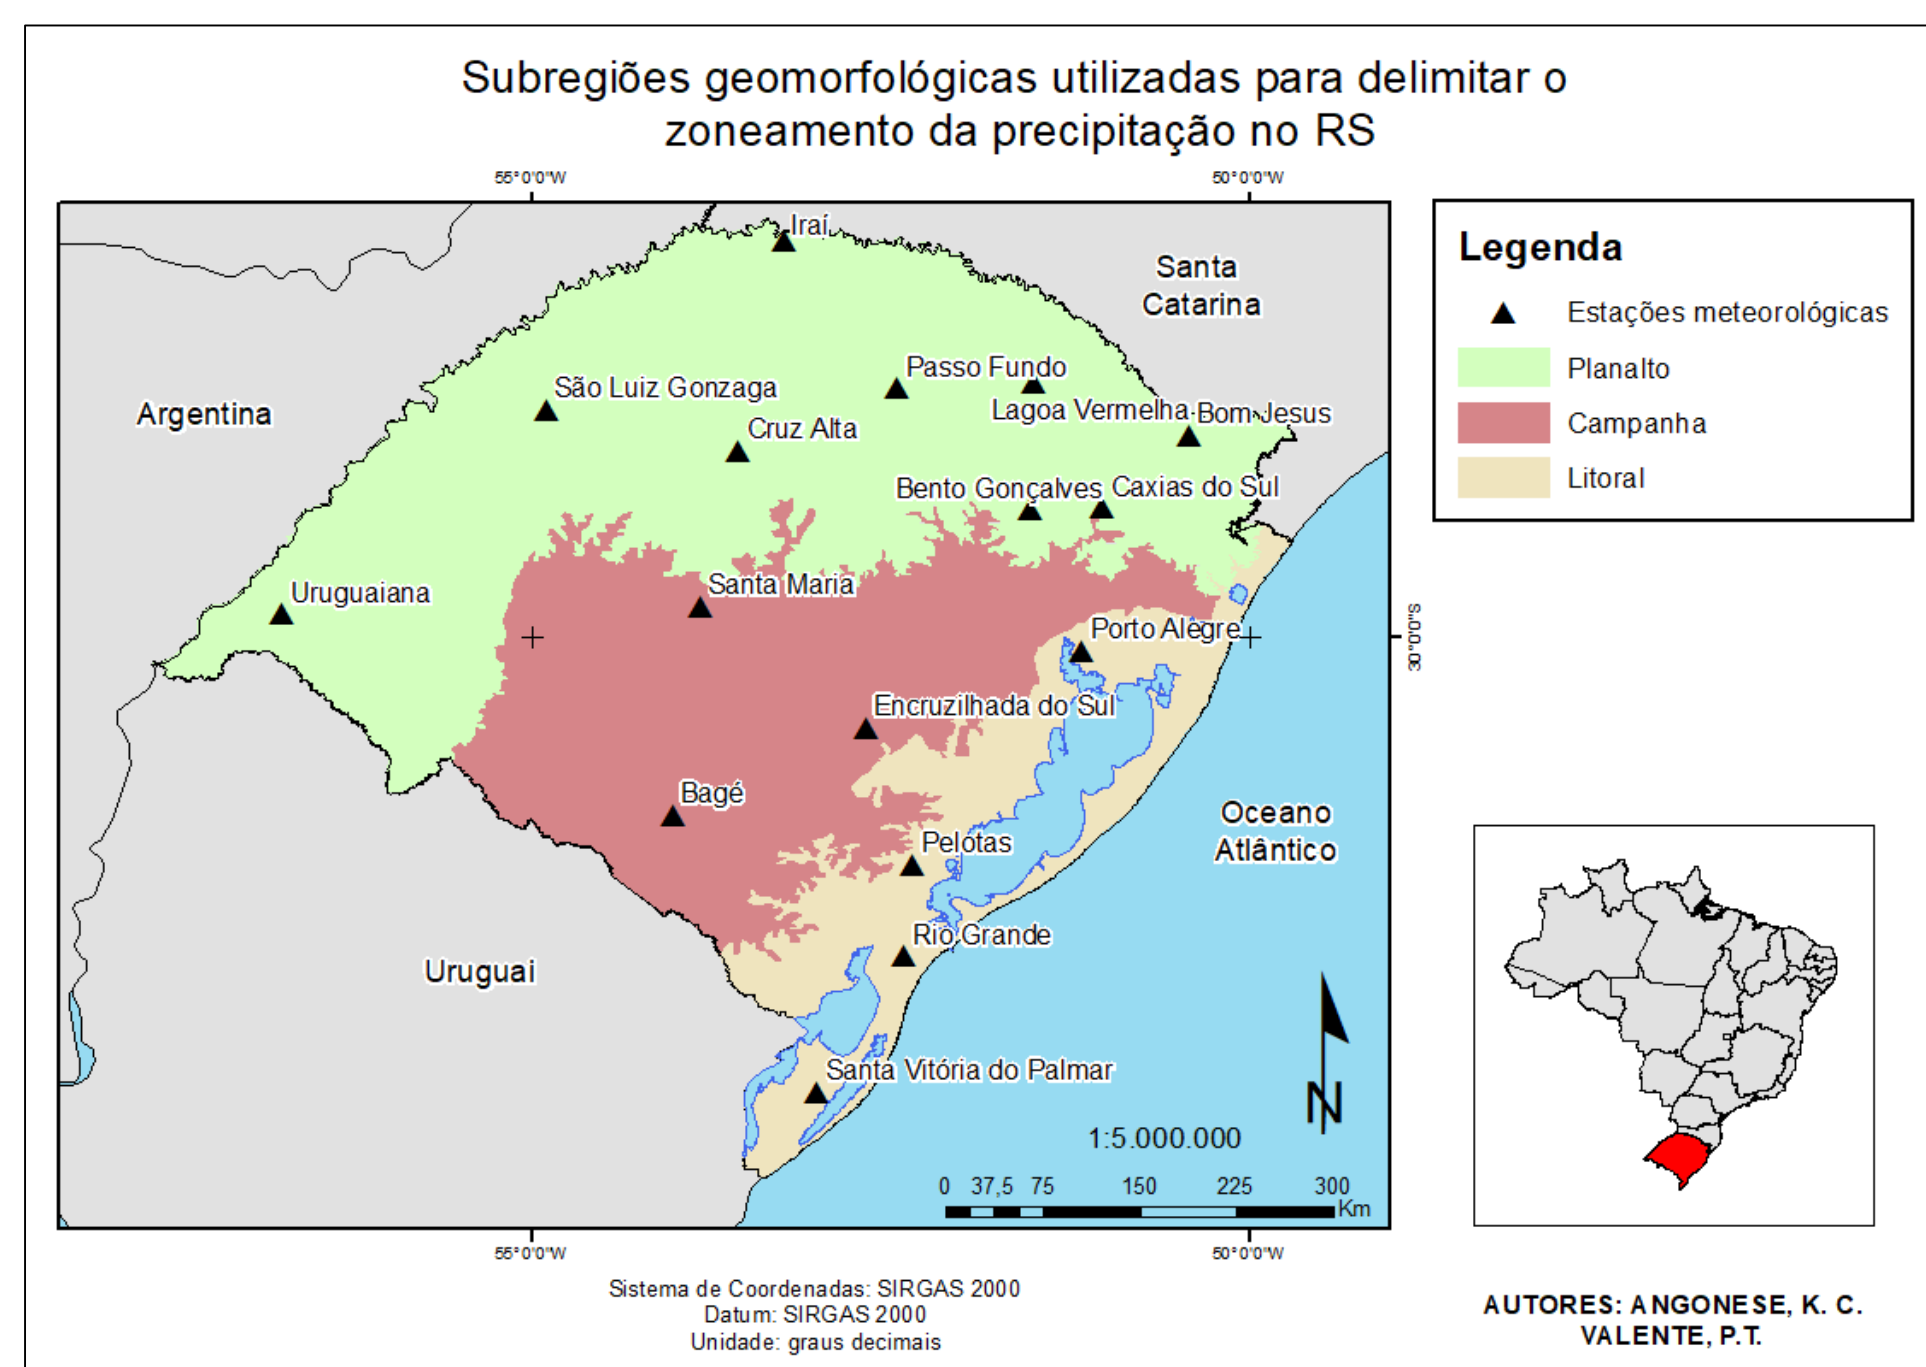 Subregiões geomorfológicas utilizadas para delimitar o
zoneamento da precipitação no RS
55°0'0"W
50°0'0"W
Iraí
Santa
Catarina
Passo Fundo
São Luiz Gonzaga
Argentina
Lagoa Vermelha
Bom Jesus
Cruz Alta
Bento Gonçalves
Caxias do Sul
Santa Maria
Uruguaiana
Porto Alegre
30°0'0"S
Encruzilhada do Sul
Bagé
Oceano
Atlântico
Pelotas
Rio Grande
Uruguai
Santa Vitória do Palmar
N
1:5.000.000
0 37,5 75 150 225 300
Km
55°0'0"W
50°0'0"W
Legenda
Estações meteorológicas
Planalto
Campanha
Litoral
Sistema de Coordenadas: SIRGAS 2000
Datum: SIRGAS 2000
Unidade: graus decimais
AUTORES: ANGONESE, K. C.
VALENTE, P.T.